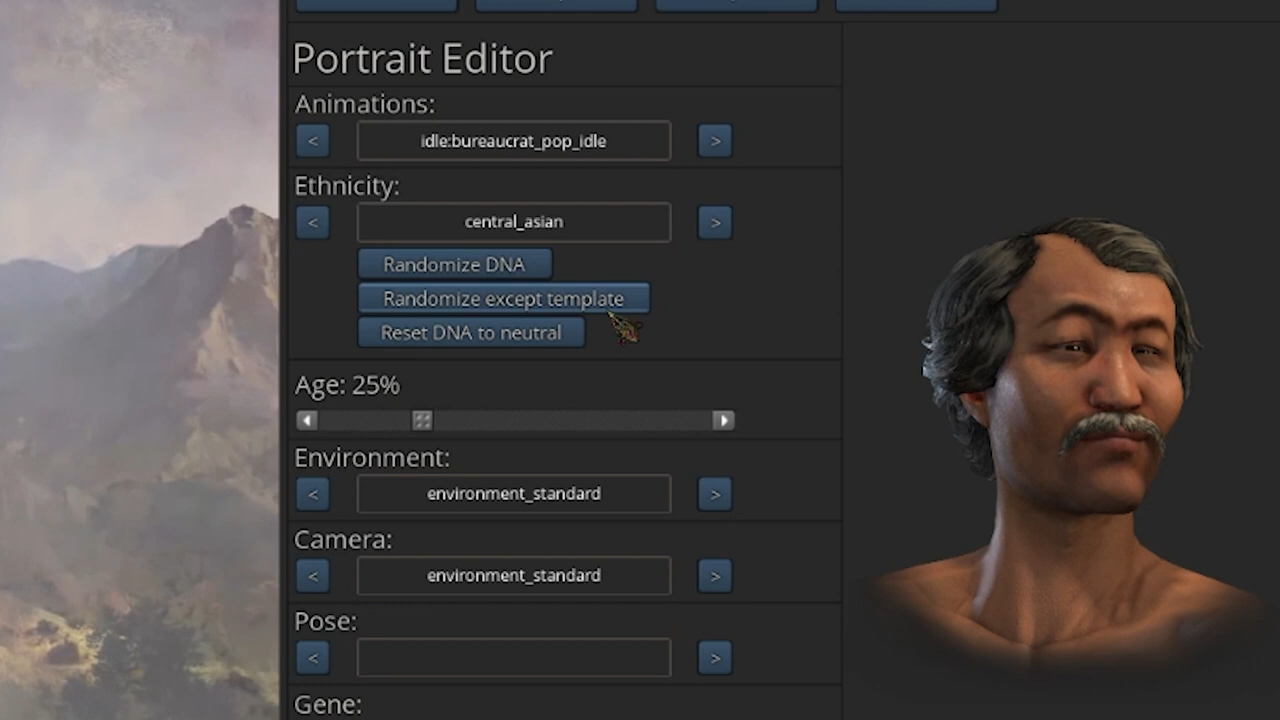 Portrait Editor
Animations:
< idle:bureaucrat_pop_idle >
Ethnicity:
< central_asian >
Randomize DNA
Randomize except template
Reset DNA to neutral
Age: 25%
Environment:
< environment_standard >
Camera:
< environment_standard >
Pose:
< >
Gene: